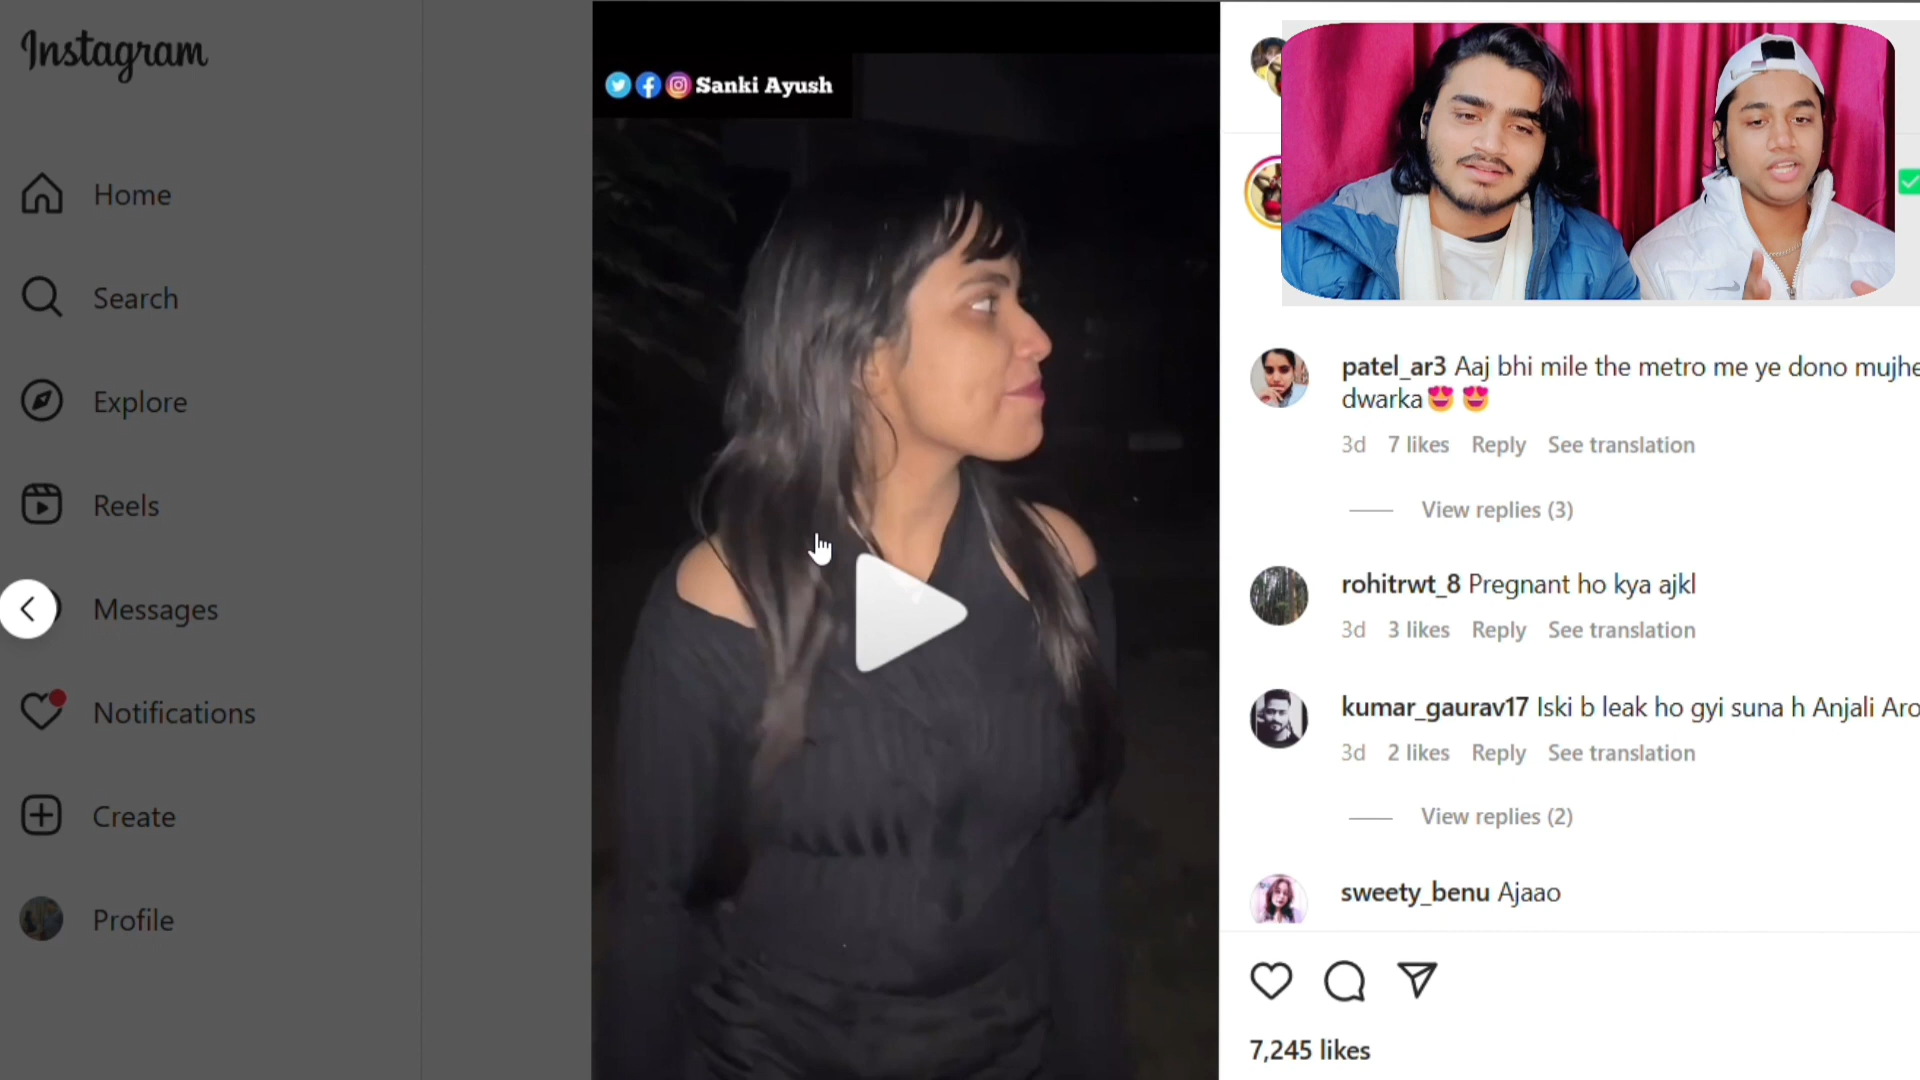 Instagram
Home
Search
Explore
Reels
Messages
Notifications
Create
Profile
Sanki Ayush
patel_ar3 Aaj bhi mile the metro me ye dono mujhe
dwarka😍 😍
3d 7 likes Reply See translation
View replies (3)
rohitrwt_8 Pregnant ho kya ajkl
3d 3 likes Reply See translation
kumar_gaurav17 Iski b leak ho gyi suna h Anjali Aro
3d 2 likes Reply See translation
View replies (2)
sweety_benu Ajaao
7,245 likes